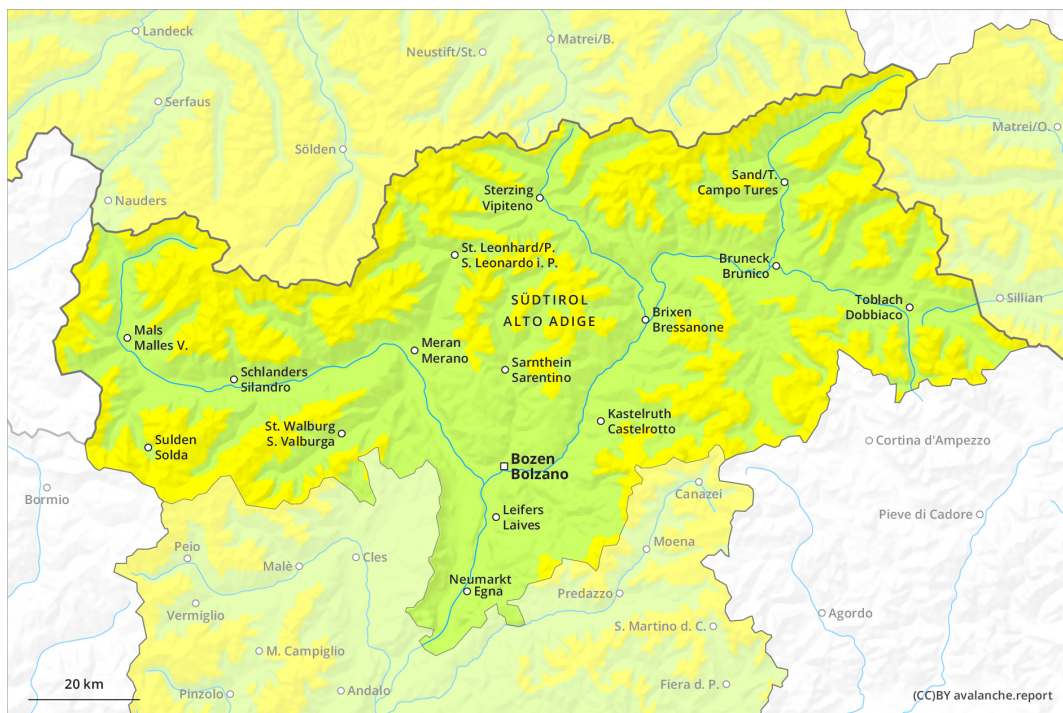 Landeck
Matrei/B.
Neustift/St.
Serfaus
Sölden
Matrei/O.
Nauders
Sand/T.
Campo Tures
Sterzing
Vipiteno
St. Leonhard/P.
S. Leonardo i. P.
Bruneck
Brunico
SÜDTIROL
ALTO ADIGE
Toblach
Dobbiaco
Sillian
Brixen
Bressanone
Mals
Malles V.
Meran
Merano
Schlanders
Silandro
Sarnthein
Sarentino
Kastelruth
Castelrotto
St. Walburg
S. Valburga
Sulden
Solda
Cortina d'Ampezzo
Bozen
Bolzano
Bormio
Canazei
Leifers
Laives
Pieve di Cadore
Peio
Cles
Moena
Malè
Neumarkt
Egna
Predazzo
Vermiglio
Agordo
S. Martino d. C.
M. Campiglio
20 km
Pinzolo
Andalo
Fiera d. P.
(CC)BY avalanche.report